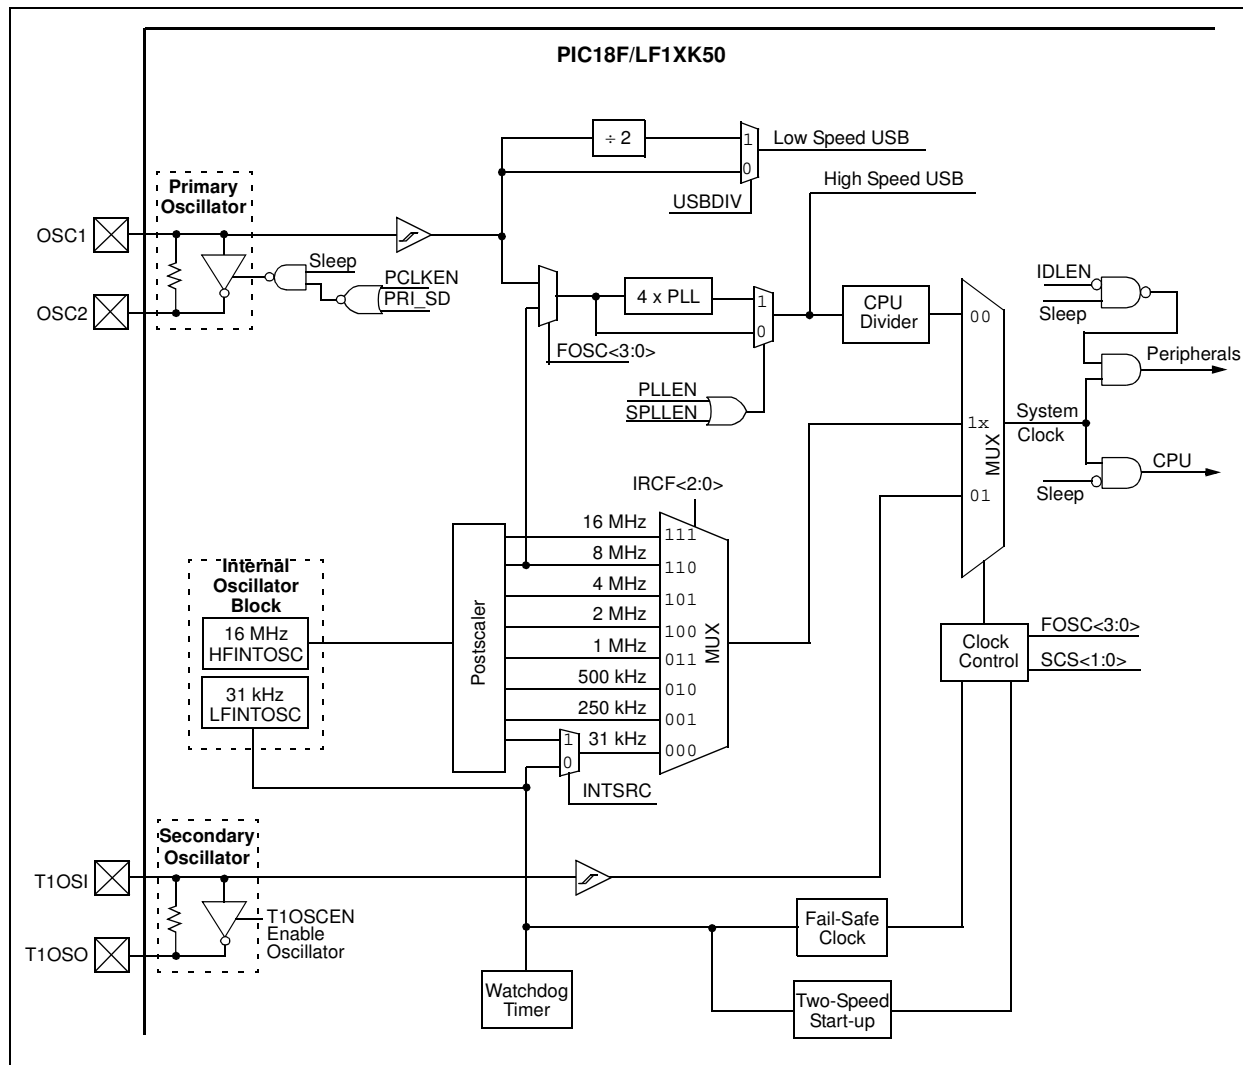 PIC18F/LF1XK50
÷ 2
1
0
Low Speed USB
USBDIV
High Speed USB
Primary
Oscillator
OSC1
OSC2
Sleep
PCLKEN
PRI_SD
4 x PLL
1
0
CPU
Divider
FOSC<3:0>
PLLEN
SPLLEN
IDLEN
Sleep
Peripherals
00
1x
01
MUX
System
Clock
CPU
Sleep
IRCF<2:0>
Internal
Oscillator
Block
16 MHz
HFINTOSC
31 kHz
LFINTOSC
Postscaler
16 MHz
8 MHz
4 MHz
2 MHz
1 MHz
500 kHz
250 kHz
31 kHz
1
0
INTSRC
111
110
101
100
011
010
001
000
MUX
Clock
Control
FOSC<3:0>
SCS<1:0>
Secondary
Oscillator
T1OSI
T1OSO
T1OSCEN
Enable
Oscillator
Watchdog
Timer
Fail-Safe
Clock
Two-Speed
Start-up